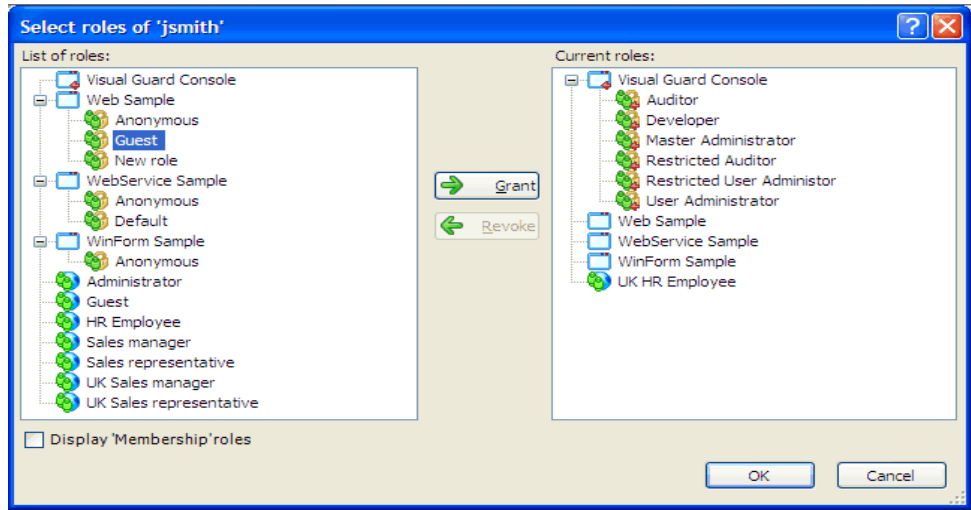 Select roles of 'jsmith'
List of roles:
Visual Guard Console
Web Sample
Anonymous
Guest
New role
WebService Sample
Anonymous
Default
WinForm Sample
Anonymous
Administrator
Guest
HR Employee
Sales manager
Sales representative
UK Sales manager
UK Sales representative
Display 'Membership'roles
Grant
Revoke
Current roles:
Visual Guard Console
Auditor
Developer
Master Administrator
Restricted Auditor
Restricted User Administor
User Administrator
Web Sample
WebService Sample
WinForm Sample
UK HR Employee
OK
Cancel